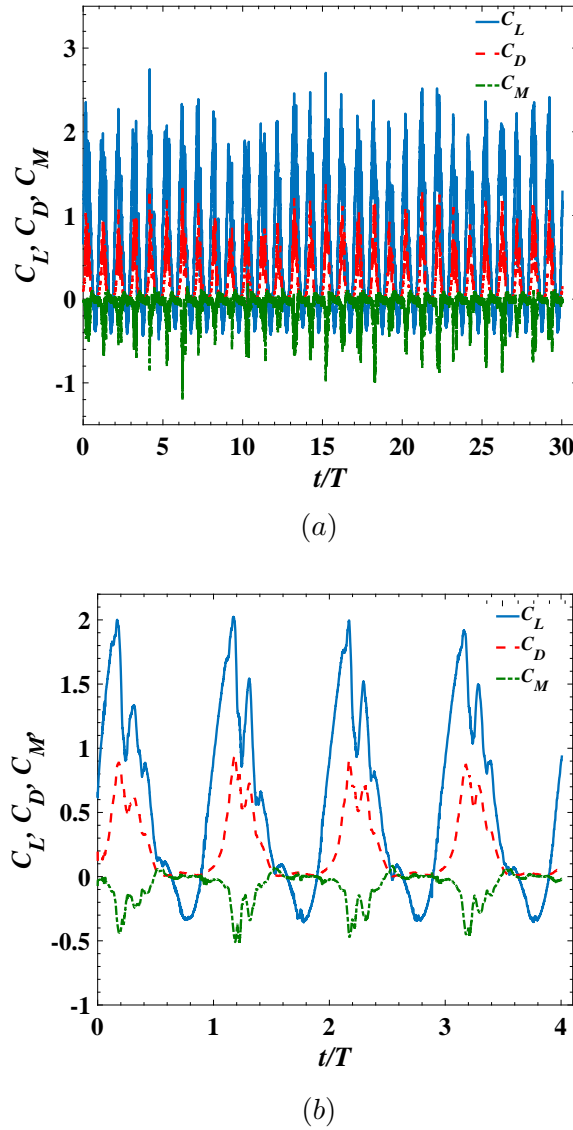 3
2
1
0
-1
C_L, C_D, C_M
C_L
C_D
C_M
0 5 10 15 20 25 30
t/T
(a)
2
1.5
1
0.5
0
-0.5
-1
C_L, C_D, C_M,
C_L
C_D
C_M
0 1 2 3 4
t/T
(b)